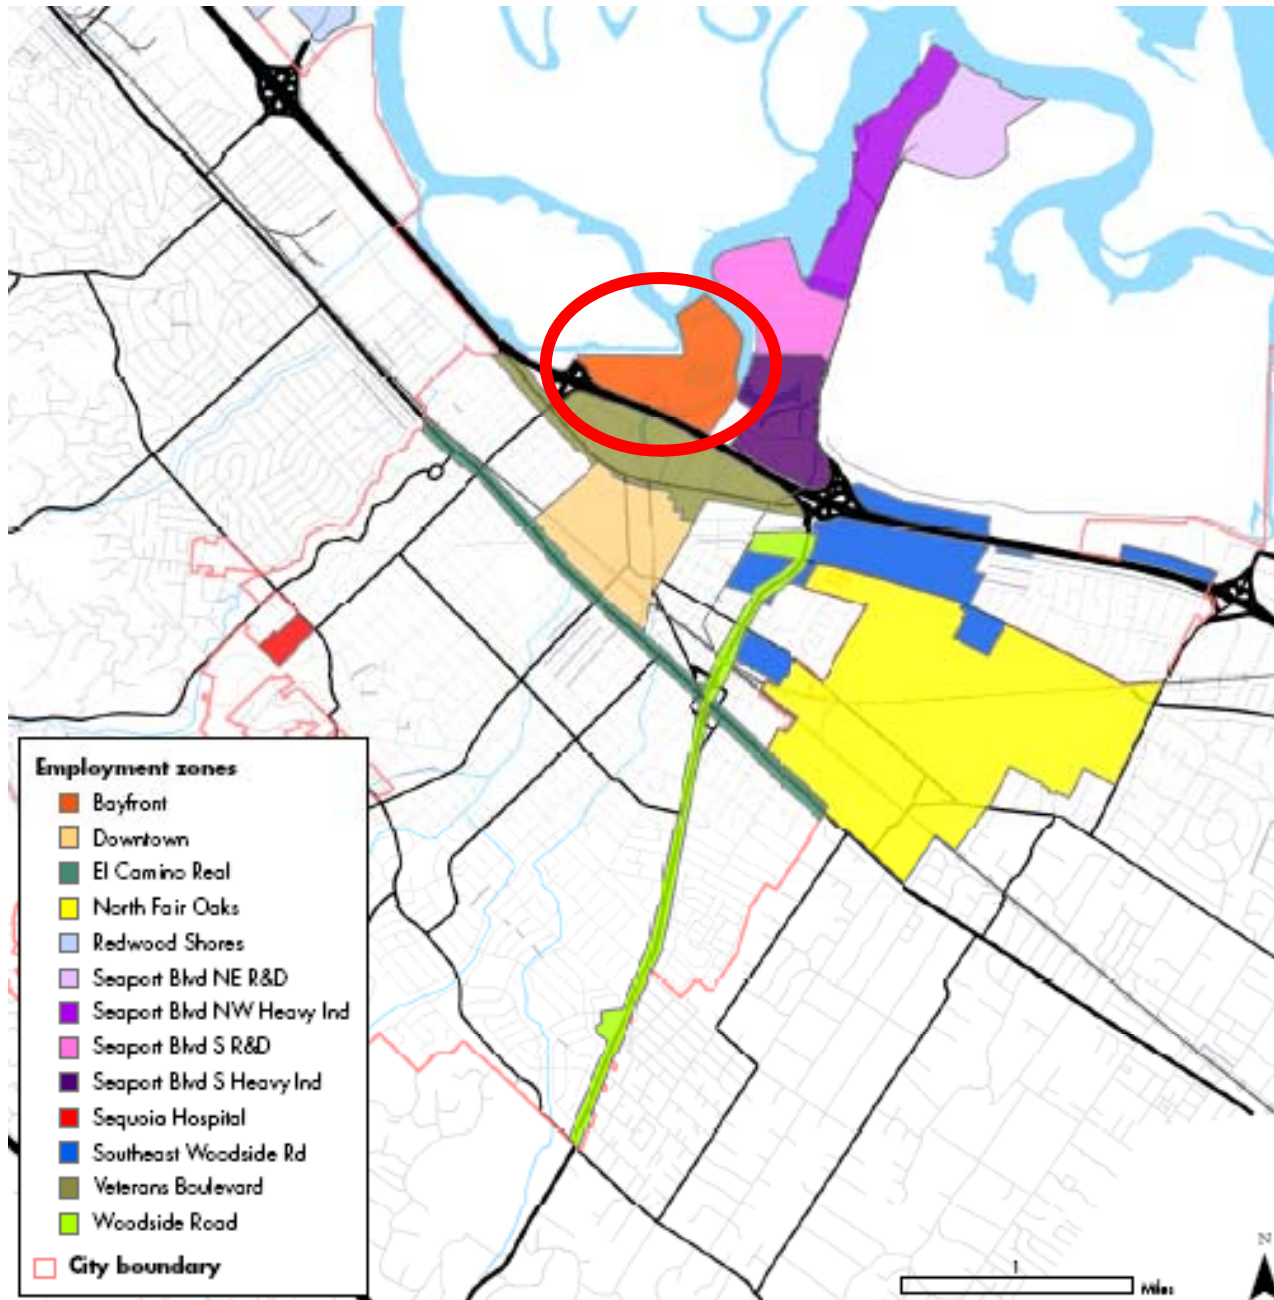 Employment zones
Bayfront
Downtown
El Camino Real
North Fair Oaks
Redwood Shores
Seaport Blvd NE R&D
Seaport Blvd NW Heavy Ind
Seaport Blvd S R&D
Seaport Blvd S Heavy Ind
Sequoia Hospital
Southeast Woodside Rd
Veterans Boulevard
Woodside Road
City boundary
1
Miles
N